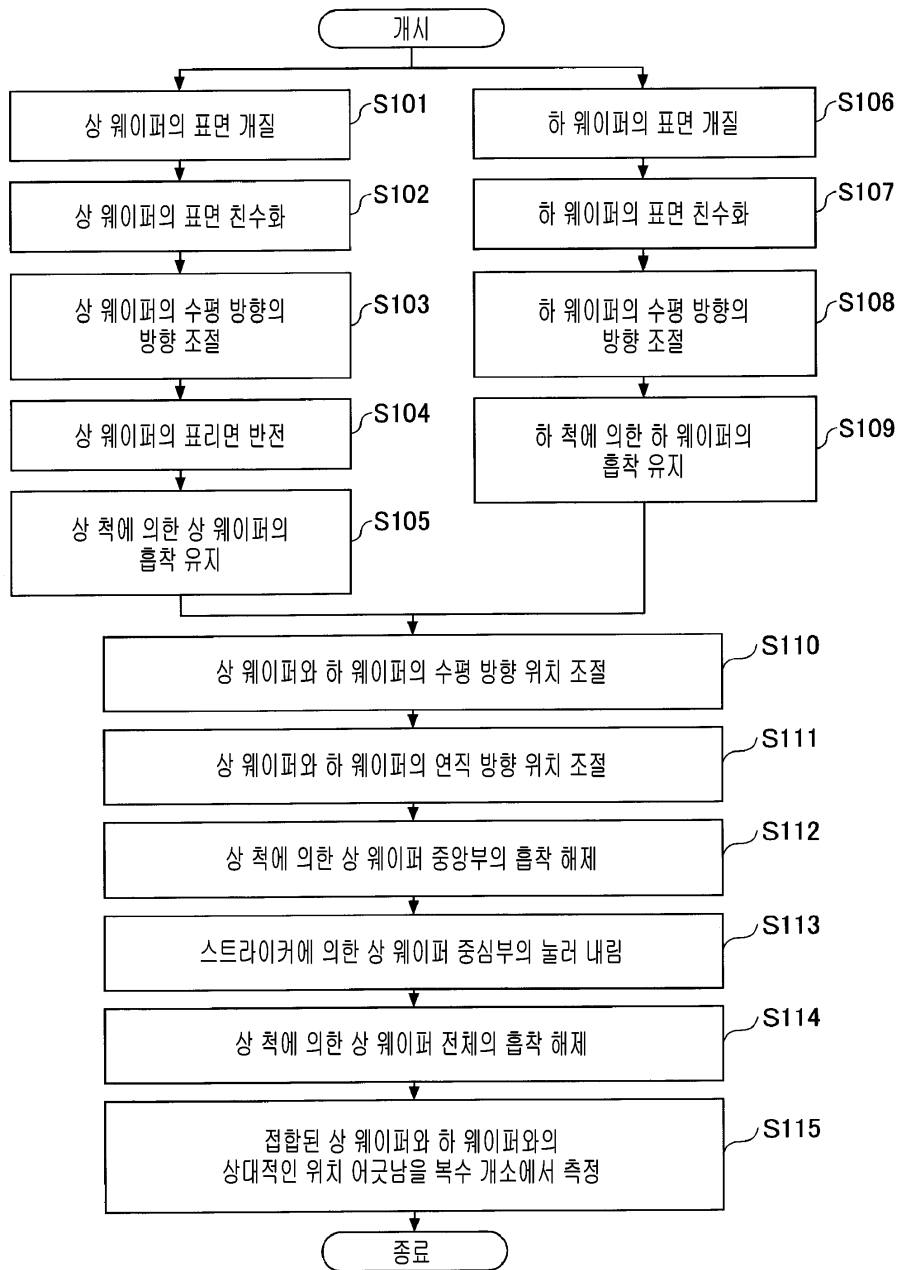 개시
상 웨이퍼의 표면 개질
S101
상 웨이퍼의 표면 친수화
S102
상 웨이퍼의 수평 방향의
방향 조절
S103
상 웨이퍼의 표리면 반전
S104
상 척에 의한 상 웨이퍼의
흡착 유지
S105
하 웨이퍼의 표면 개질
S106
하 웨이퍼의 표면 친수화
S107
하 웨이퍼의 수평 방향의
방향 조절
S108
하 척에 의한 하 웨이퍼의
흡착 유지
S109
상 웨이퍼와 하 웨이퍼의 수평 방향 위치 조절
S110
상 웨이퍼와 하 웨이퍼의 연직 방향 위치 조절
S111
상 척에 의한 상 웨이퍼 중앙부의 흡착 해제
S112
스트라이커에 의한 상 웨이퍼 중심부의 눌러 내림
S113
상 척에 의한 상 웨이퍼 전체의 흡착 해제
S114
접합된 상 웨이퍼와 하 웨이퍼와의
상대적인 위치 어긋남을 복수 개소에서 측정
S115
종료